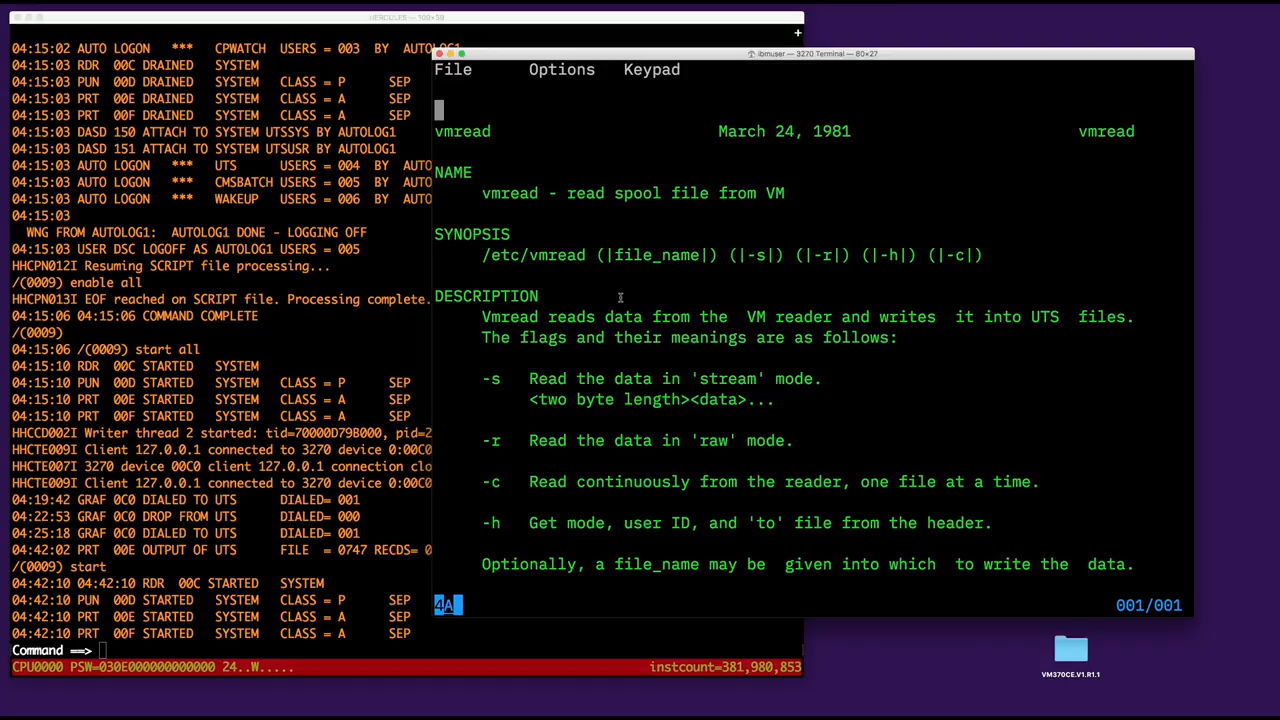 HERCULES — 100×39
04:15:02 AUTO LOGON   ***   CPWATCH  USERS = 003  BY  AUTOLOG1
04:15:03 RDR  00C DRAINED   SYSTEM
04:15:03 PUN  00D DRAINED   SYSTEM   CLASS = P      SEP
04:15:03 PRT  00E DRAINED   SYSTEM   CLASS = A      SEP
04:15:03 PRT  00F DRAINED   SYSTEM   CLASS = A      SEP
04:15:03 DASD 150 ATTACH TO SYSTEM UTSSYS BY AUTOLOG1
04:15:03 DASD 151 ATTACH TO SYSTEM UTSUSR BY AUTOLOG1
04:15:03 AUTO LOGON   ***   UTS      USERS = 004  BY  AUTO
04:15:03 AUTO LOGON   ***   CMSBATCH USERS = 005  BY  AUTO
04:15:03 AUTO LOGON   ***   WAKEUP   USERS = 006  BY  AUTO
04:15:03
  WNG FROM AUTOLOG1:  AUTOLOG1 DONE - LOGGING OFF
04:15:03 USER DSC LOGOFF AS AUTOLOG1 USERS = 005
HHCPN012I Resuming SCRIPT file processing...
/(0009) enable all
HHCPN013I EOF reached on SCRIPT file. Processing complete.
04:15:06 04:15:06 COMMAND COMPLETE
/(0009)
04:15:06 /(0009) start all
04:15:10 RDR  00C STARTED   SYSTEM
04:15:10 PUN  00D STARTED   SYSTEM   CLASS = P      SEP
04:15:10 PRT  00E STARTED   SYSTEM   CLASS = A      SEP
04:15:10 PRT  00F STARTED   SYSTEM   CLASS = A      SEP
HHCCD002I Writer thread 2 started: tid=70000D79B000, pid=2
HHCTE009I Client 127.0.0.1 connected to 3270 device 0:00C0
HHCTE007I 3270 device 00C0 client 127.0.0.1 connection clo
HHCTE009I Client 127.0.0.1 connected to 3270 device 0:00C0
04:19:42 GRAF 0C0 DIALED TO UTS      DIALED= 001
04:22:53 GRAF 0C0 DROP FROM UTS      DIALED= 000
04:25:18 GRAF 0C0 DIALED TO UTS      DIALED= 001
04:42:02 PRT  00E OUTPUT OF UTS      FILE  = 0747 RECDS= 0
/(0009) start
04:42:10 04:42:10 RDR  00C STARTED   SYSTEM
04:42:10 PUN  00D STARTED   SYSTEM   CLASS = P      SEP
04:42:10 PRT  00E STARTED   SYSTEM   CLASS = A      SEP
04:42:10 PRT  00F STARTED   SYSTEM   CLASS = A      SEP
Command ==>
CPU0000 PSW=030E000000000000 24..W.....   instcount=381,980,853
ibmuser — 3270 Terminal — 80×27
File      Options   Keypad
vmread                        March 24, 1981                        vmread
NAME
     vmread - read spool file from VM
SYNOPSIS
     /etc/vmread (|file_name|) (|-s|) (|-r|) (|-h|) (|-c|)
DESCRIPTION
     Vmread reads data from the  VM reader and writes  it into UTS  files.
     The flags and their meanings are as follows:
     -s   Read the data in 'stream' mode.
          <two byte length><data>...
     -r   Read the data in 'raw' mode.
     -c   Read continuously from the reader, one file at a time.
     -h   Get mode, user ID, and 'to' file from the header.
     Optionally, a file_name may be  given into which  to write the  data.
4A   001/001
VM370CE.V1.R1.1